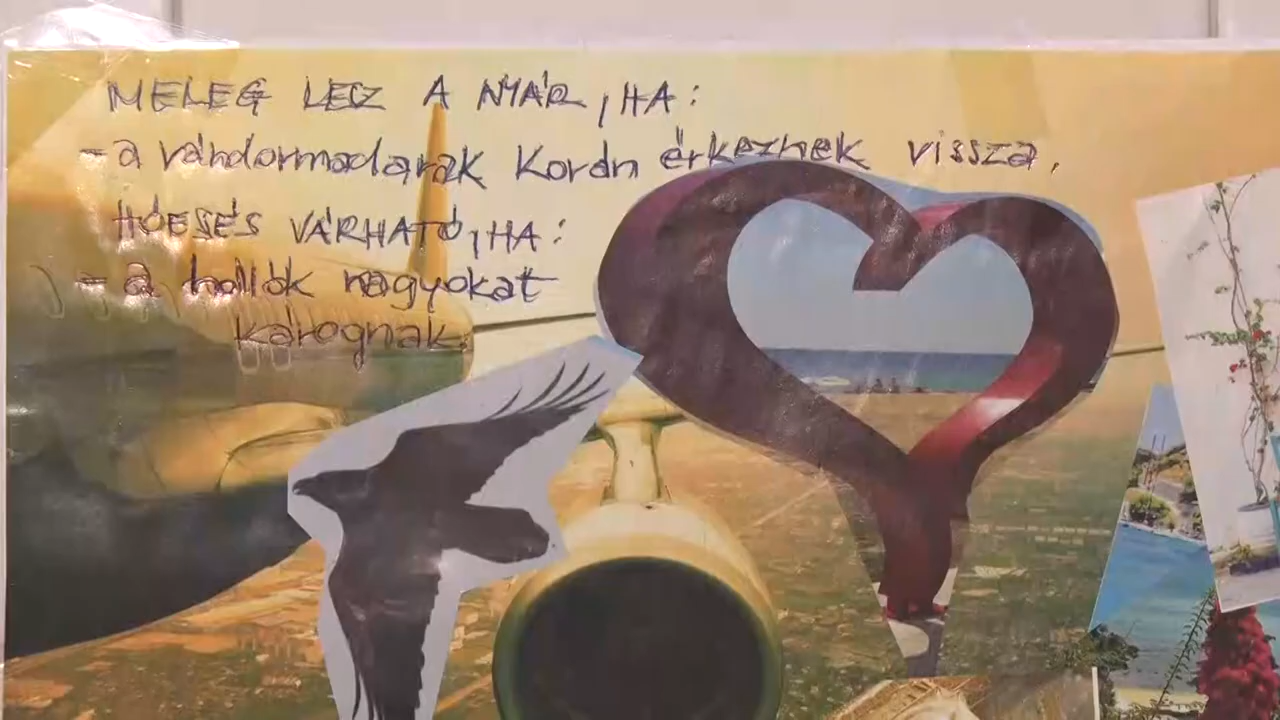 MELEG LESZ A NYÁR, HA:
- a vándormadarak korán érkeznek vissza.
HÓESÉS VÁRHATÓ, HA:
- a hollók nagyokat
kárognak.